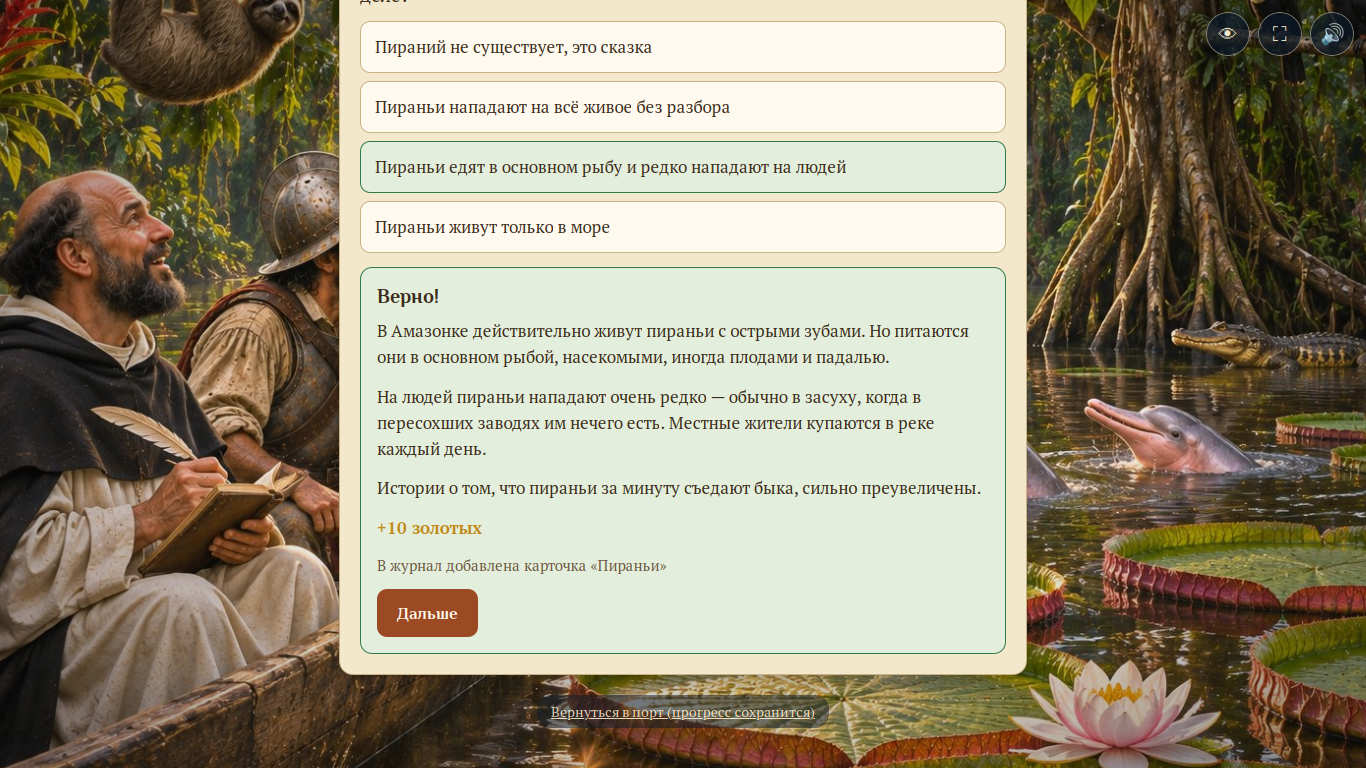 Пираний не существует, это сказка
Пираньи нападают на всё живое без разбора
Пираньи едят в основном рыбу и редко нападают на людей
Пираньи живут только в море
Верно!
В Амазонке действительно живут пираньи с острыми зубами. Но питаются
они в основном рыбой, насекомыми, иногда плодами и падалью.
На людей пираньи нападают очень редко — обычно в засуху, когда в
пересохших заводях им нечего есть. Местные жители купаются в реке
каждый день.
Истории о том, что пираньи за минуту съедают быка, сильно преувеличены.
+10 золотых
В журнал добавлена карточка «Пираньи»
Дальше
Вернуться в порт (прогресс сохранится)